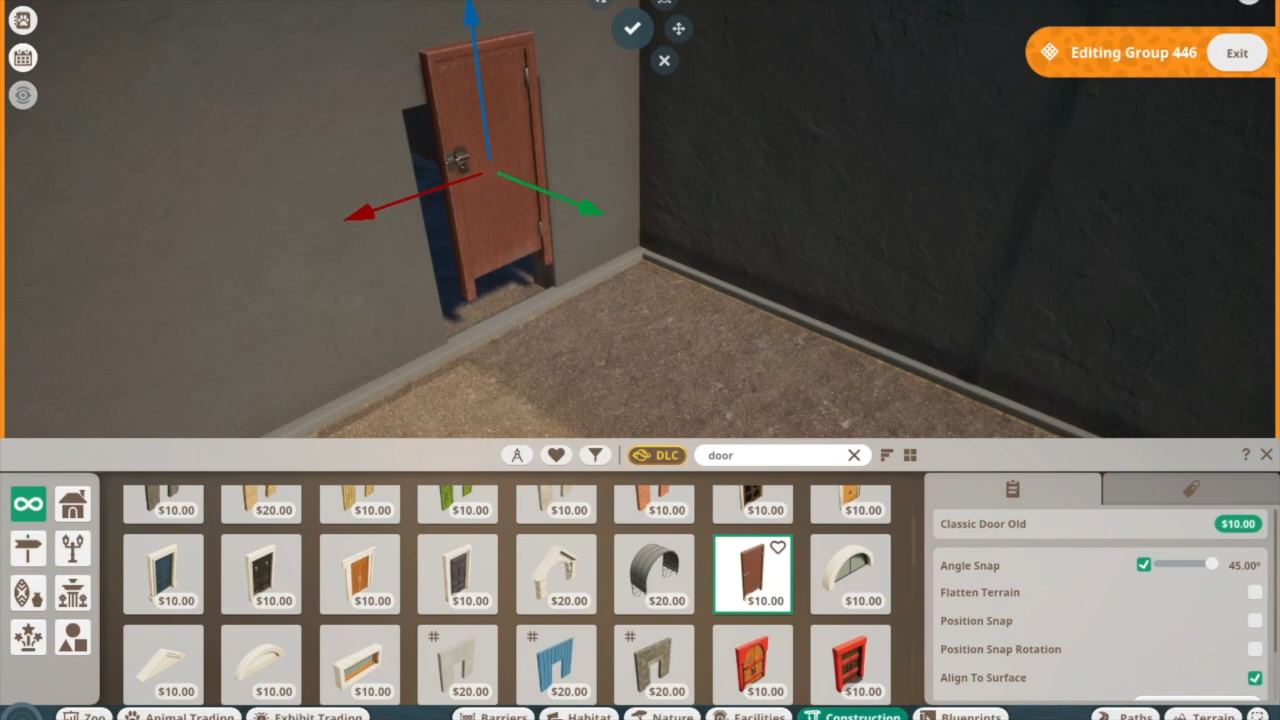 Editing Group 446
Exit
DLC
door
?
$10.00 $20.00 $10.00 $10.00 $10.00 $10.00 $10.00 $10.00
Classic Door Old
$10.00
$10.00 $10.00 $10.00 $10.00 $20.00 $20.00 $10.00 $10.00
Angle Snap
45.00°
Flatten Terrain
Position Snap
Position Snap Rotation
Align To Surface
# # #
$10.00 $10.00 $10.00 $20.00 $20.00 $20.00 $10.00 $10.00
Zoo
Animal Trading
Exhibit Trading
Barriers
Habitat
Nature
Facilities
Construction
Blueprints
Paths
Terrain